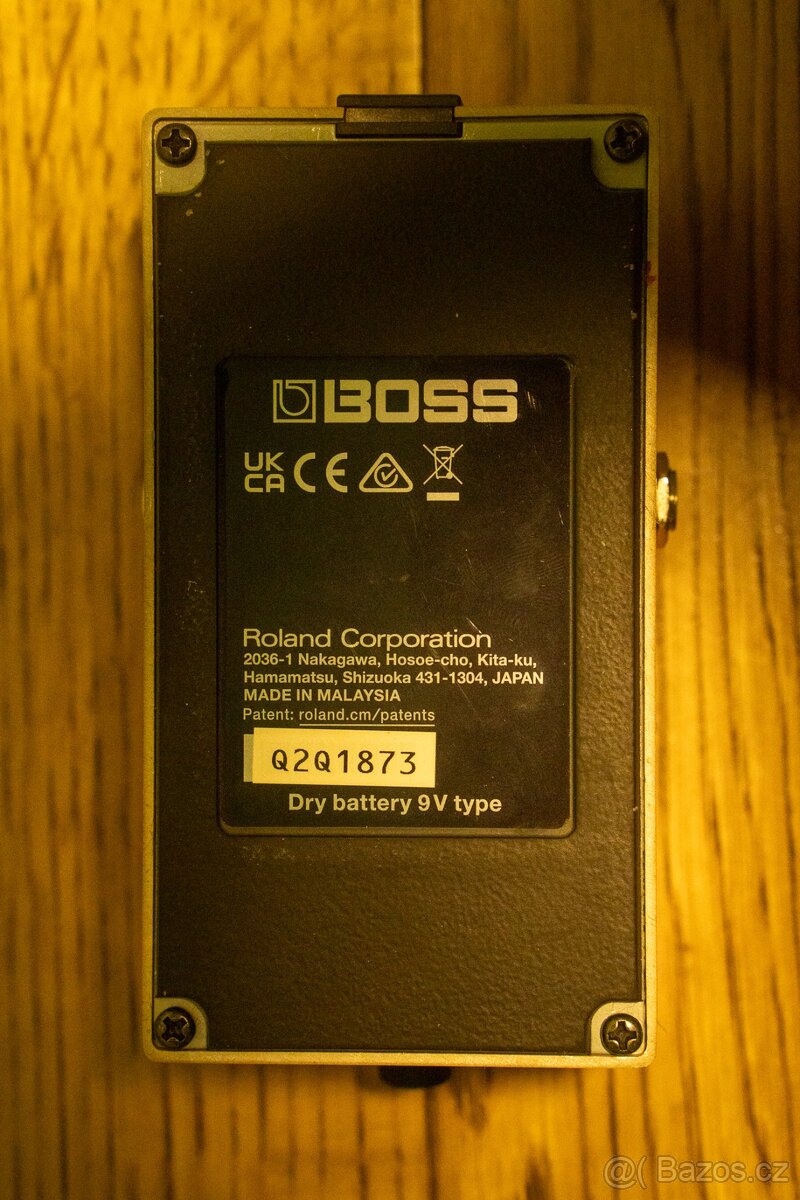 BOSS
UK
CA CE
Roland Corporation
2036-1 Nakagawa, Hosoe-cho, Kita-ku,
Hamamatsu, Shizuoka 431-1304, JAPAN
MADE IN MALAYSIA
Patent: roland.cm/patents
Q2Q1873
Dry battery 9V type
@( Bazos.cz